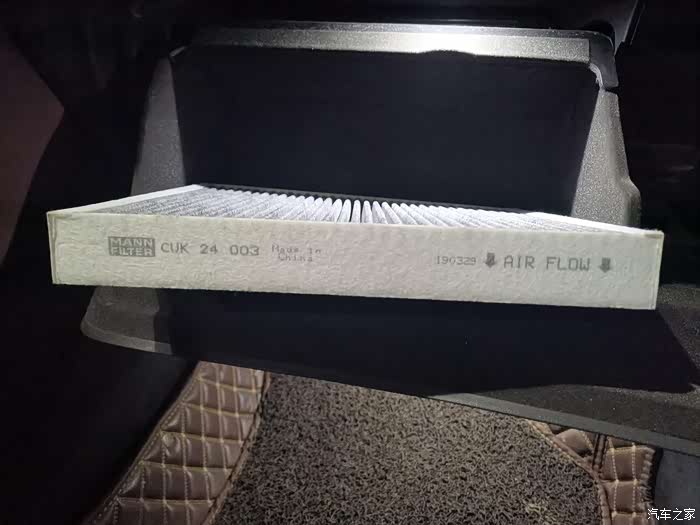 MANN
FILTER
CUK 24 003
Made in
China
190329
AIR FLOW
汽车之家